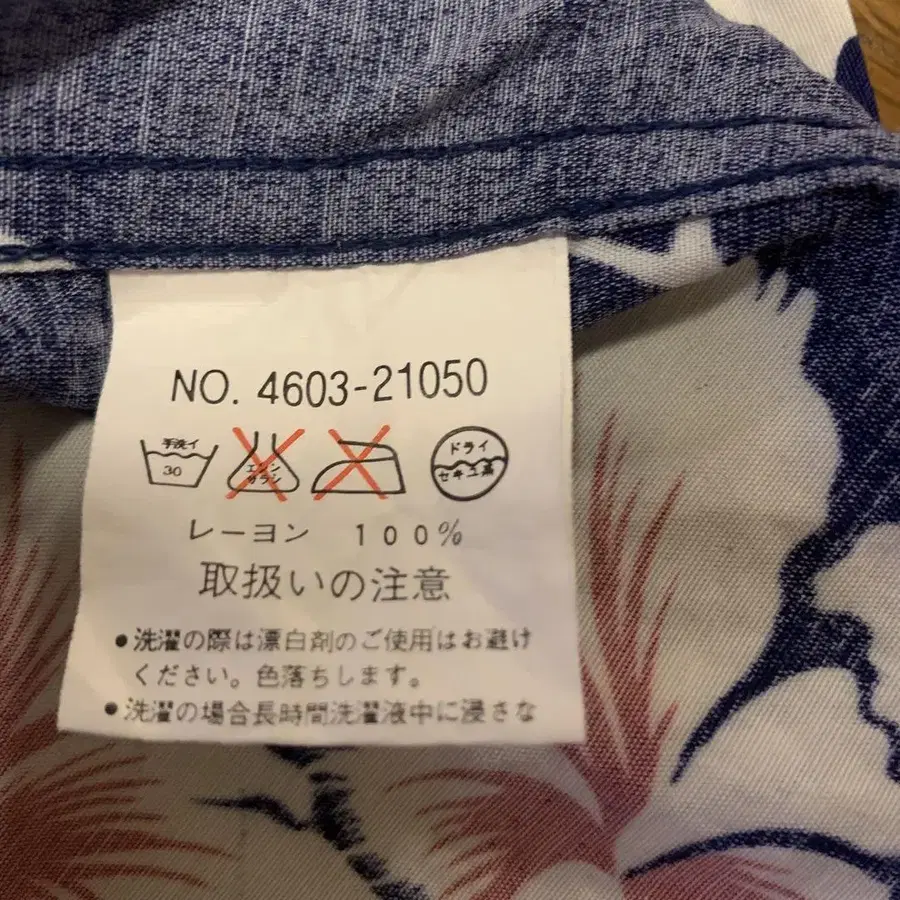 NO. 4603-21050
手洗イ
30
エンソ
サラシ
ドライ
セキユ系
レーヨン 100%
取扱いの注意
●洗濯の際は漂白剤のご使用はお避け
ください。色落ちします。
●洗濯の場合長時間洗濯液中に浸さな